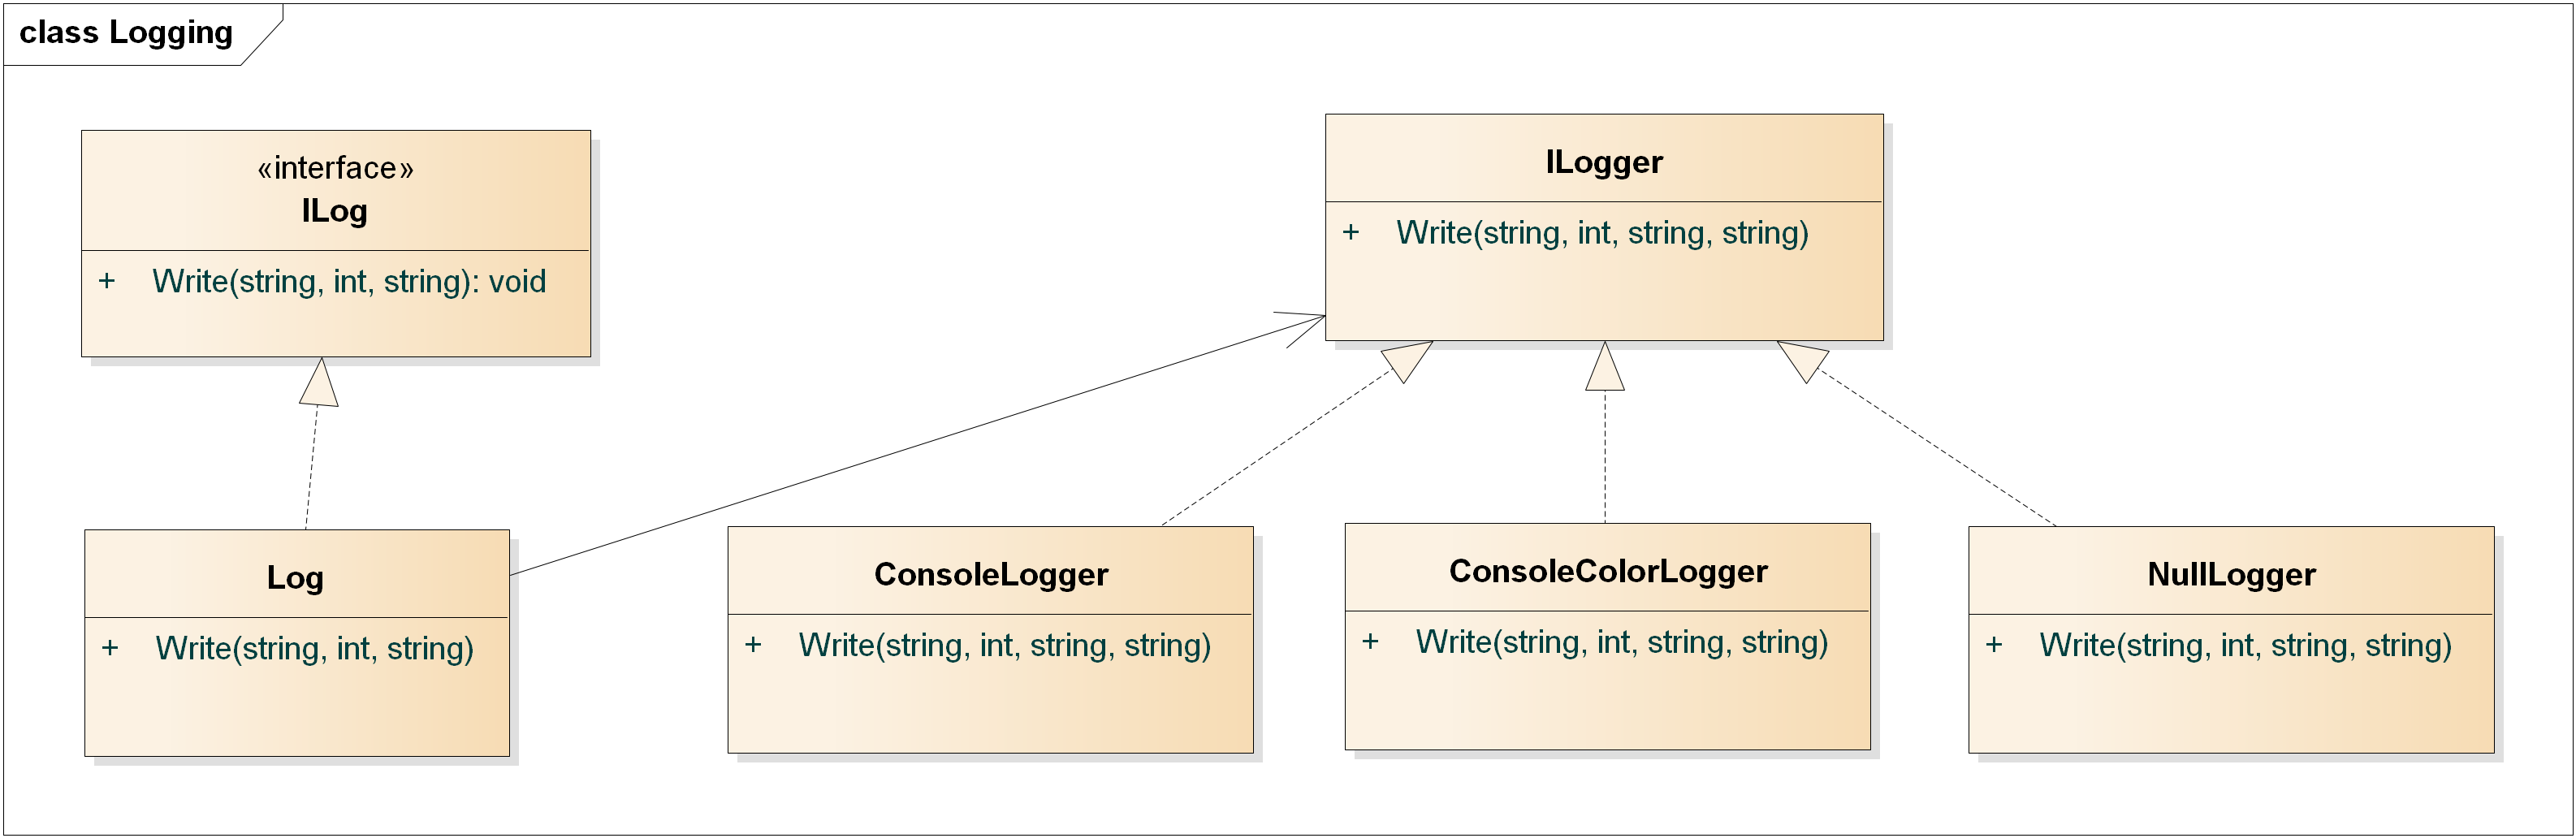 class Logging
«interface»
ILog
+ Write(string, int, string): void
ILogger
+ Write(string, int, string, string)
Log
+ Write(string, int, string)
ConsoleLogger
+ Write(string, int, string, string)
ConsoleColorLogger
+ Write(string, int, string, string)
NullLogger
+ Write(string, int, string, string)